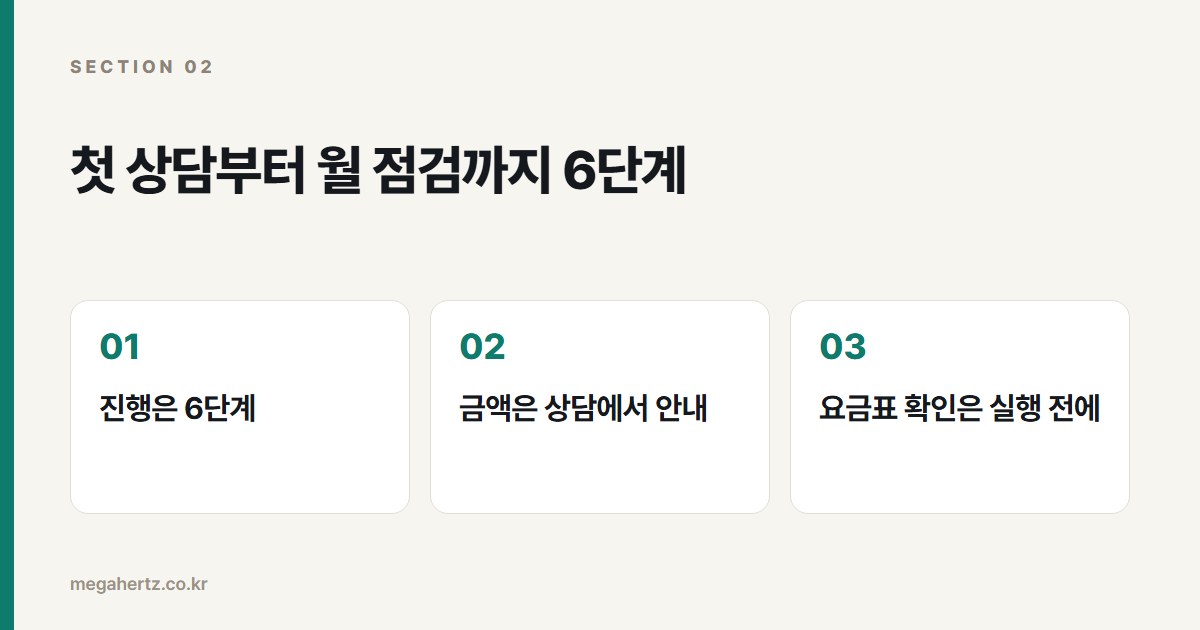 SECTION 02
첫 상담부터 월 점검까지 6단계
01
진행은 6단계
02
금액은 상담에서 안내
03
요금표 확인은 실행 전에
megahertz.co.kr